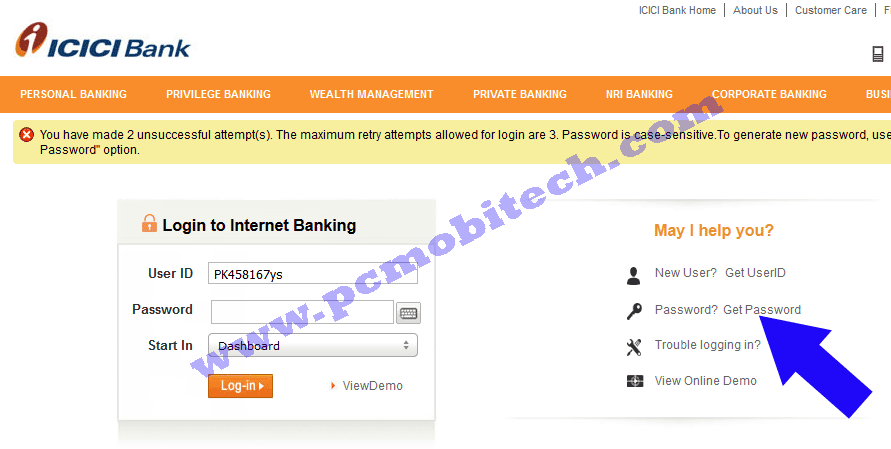 ICICI Bank Home | About Us | Customer Care |
ICICI Bank
PERSONAL BANKING PRIVILEGE BANKING WEALTH MANAGEMENT PRIVATE BANKING NRI BANKING CORPORATE BANKING BUSI
You have made 2 unsuccessful attempt(s). The maximum retry attempts allowed for login are 3. Password is case-sensitive.To generate new password, use
Password" option.
Login to Internet Banking
User ID PK458167ys
Password
Start In Dashboard
Log-in ViewDemo
May I help you?
New User? Get UserID
Password? Get Password
Trouble logging in?
View Online Demo
www.pcmobitech.com